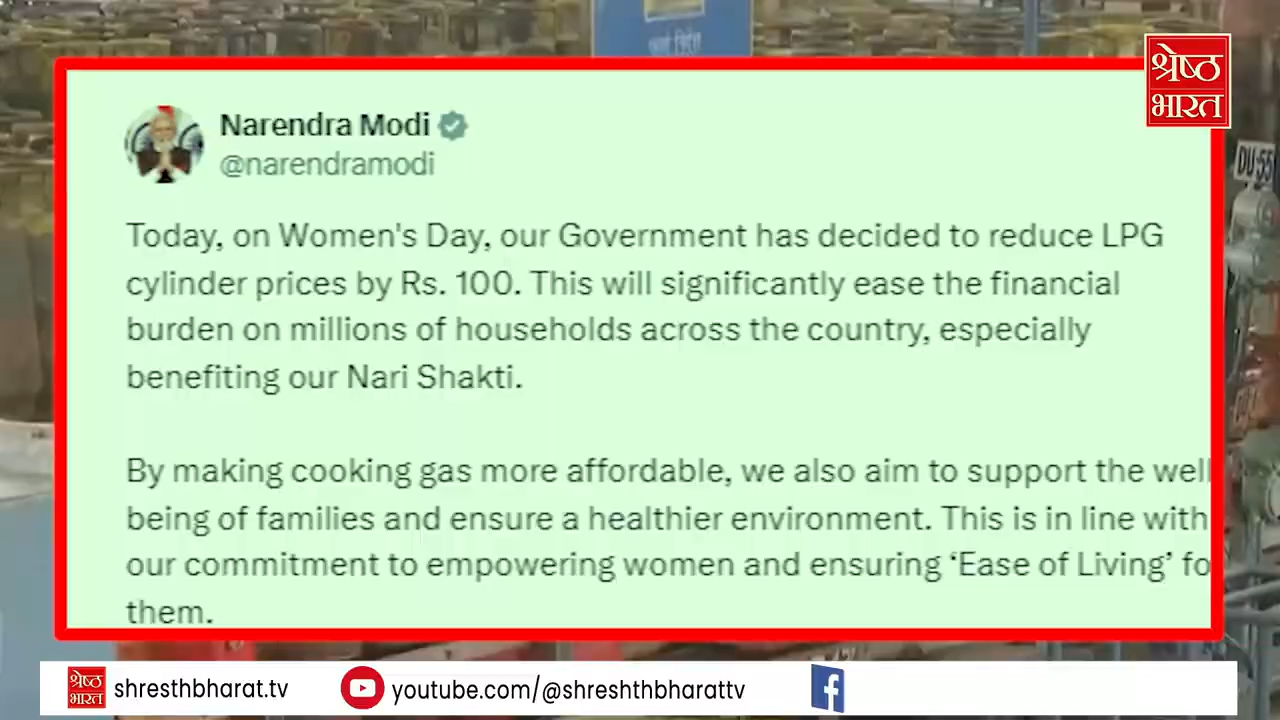 श्रेष्ठ
भारत
DU 55
Narendra Modi
@narendramodi
Today, on Women's Day, our Government has decided to reduce LPG
cylinder prices by Rs. 100. This will significantly ease the financial
burden on millions of households across the country, especially
benefiting our Nari Shakti.
By making cooking gas more affordable, we also aim to support the well
being of families and ensure a healthier environment. This is in line with
our commitment to empowering women and ensuring ‘Ease of Living’ fo
them.
श्रेष्ठ
भारत
shresthbharat.tv
youtube.com/@shreshthbharattv